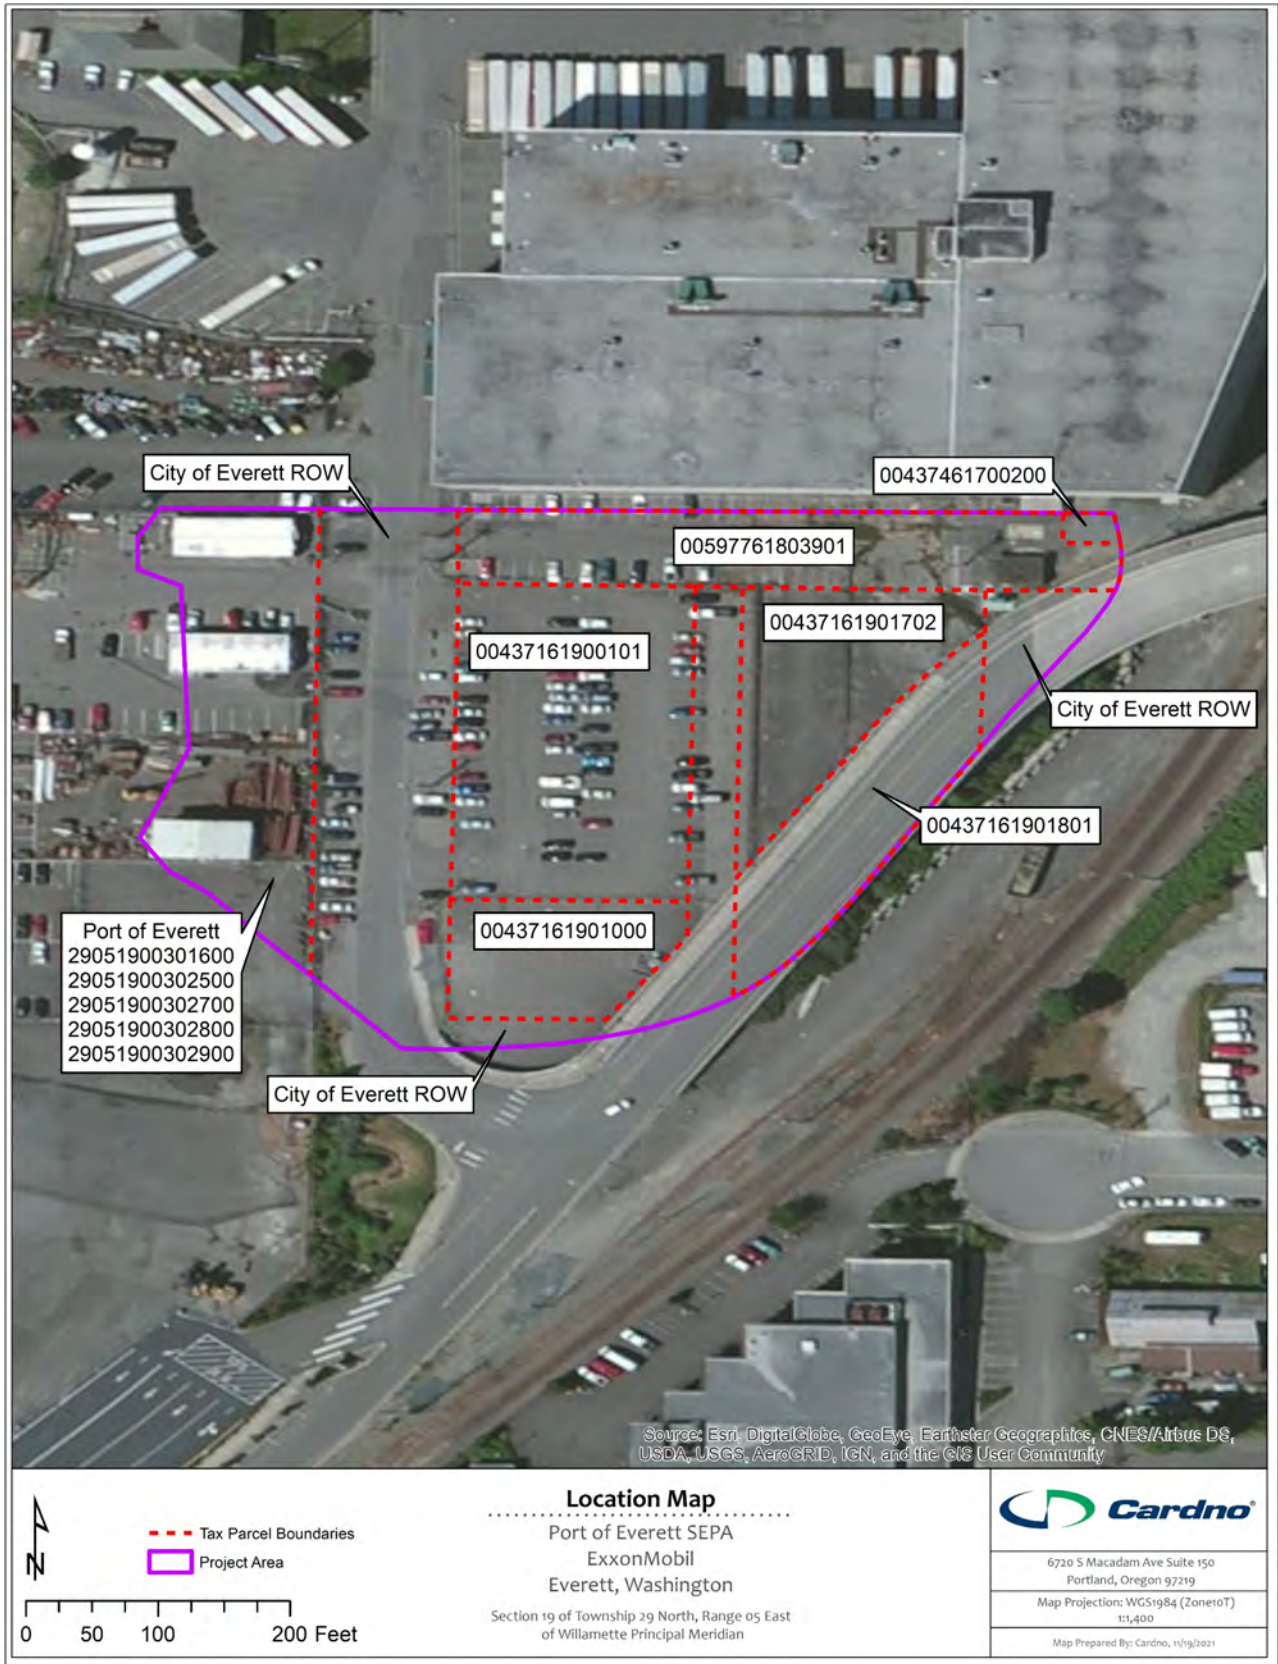 City of Everett ROW
00437461700200
00597761803901
00437161901702
00437161900101
City of Everett ROW
00437161901801
00437161901000
Port of Everett
29051900301600
29051900302500
29051900302700
29051900302800
29051900302900
City of Everett ROW
Source: Esri, DigitalGlobe, GeoEye, Earthstar Geographics, CNES/Airbus DS,
USDA, USGS, AeroGRID, IGN, and the GIS User Community
N
Tax Parcel Boundaries
Project Area
0 50 100 200 Feet
Location Map
Port of Everett SEPA
ExxonMobil
Everett, Washington
Section 19 of Township 29 North, Range 05 East
of Willamette Principal Meridian
Cardno®
6720 S Macadam Ave Suite 150
Portland, Oregon 97219
Map Projection: WGS1984 (Zone10T)
1:1,400
Map Prepared By: Cardno, 11/19/2021